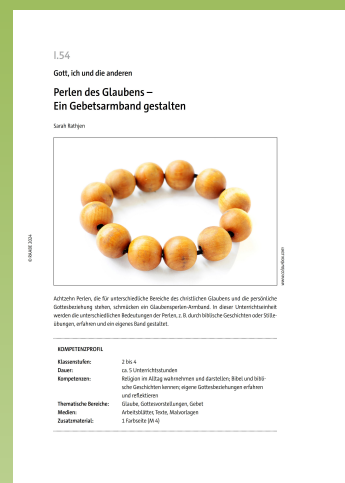 I.54
Gott, ich und die anderen
Perlen des Glaubens –
Ein Gebetsarmband gestalten
Sarah Rathjen
© RAABE 2024
www.colourbox.com
Achtzehn Perlen, die für unterschiedliche Bereiche des christlichen Glaubens und die persönliche
Gottesbeziehung stehen, schmücken ein Glaubensperlen-Armband. In dieser Unterrichtseinheit
werden die unterschiedlichen Bedeutungen der Perlen, z. B. durch biblische Geschichten oder Stille-
übungen, erfahren und ein eigenes Band gestaltet.
KOMPETENZPROFIL
Klassenstufen: 2 bis 4
Dauer: ca. 5 Unterrichtsstunden
Kompetenzen: Religion im Alltag wahrnehmen und darstellen; Bibel und bibli-
sche Geschichten kennen; eigene Gottesbeziehungen erfahren
und reflektieren
Thematische Bereiche: Glaube, Gottesvorstellungen, Gebet
Medien: Arbeitsblätter, Texte, Malvorlagen
Zusatzmaterial: 1 Farbseite (M 4)